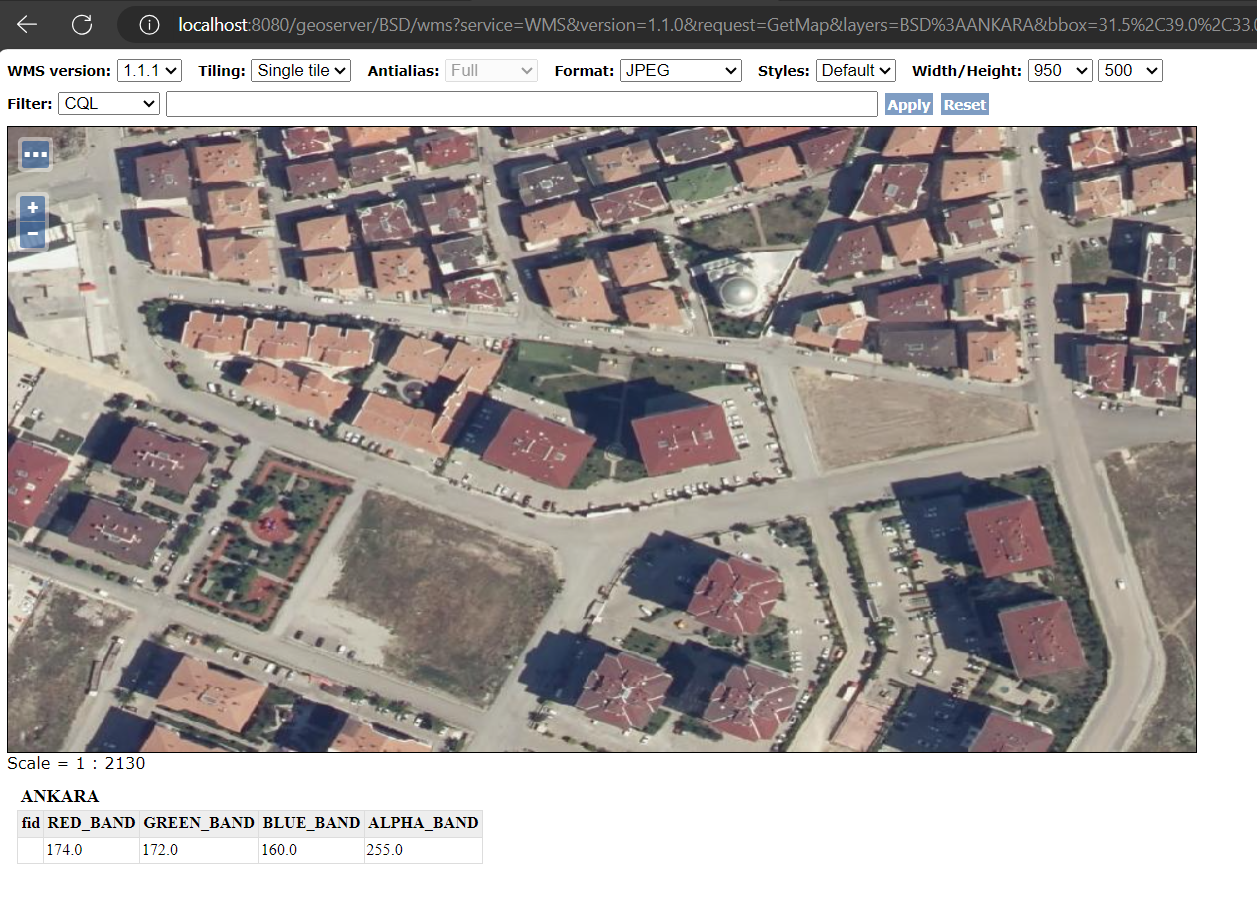 localhost:8080/geoserver/BSD/wms?service=WMS&version=1.1.0&request=GetMap&layers=BSD%3AANKARA&bbox=31.5%2C39.0%2C33.0
WMS version: 1.1.1 Tiling: Single tile Antialias: Full Format: JPEG Styles: Default Width/Height: 950 500
Filter: CQL Apply Reset
...
+
−
Scale = 1 : 2130
ANKARA
fid RED_BAND GREEN_BAND BLUE_BAND ALPHA_BAND
174.0 172.0 160.0 255.0